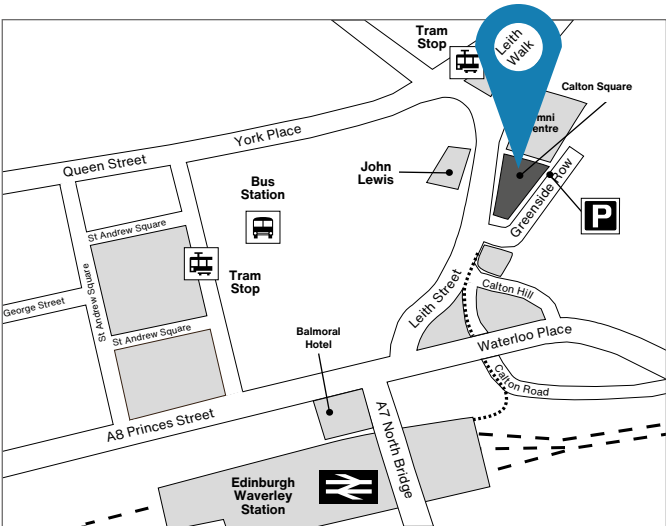 Tram
Stop
Leith
Walk
Calton Square
Omni
Centre
York Place
Queen Street
John
Lewis
Bus
Station
Greenside Row
P
St Andrew Square
St Andrew Square
Tram
Stop
George Street
Leith Street
Calton Hill
St Andrew Square
Balmoral
Hotel
Waterloo Place
Calton Road
A8 Princes Street
A7 North Bridge
Edinburgh
Waverley
Station